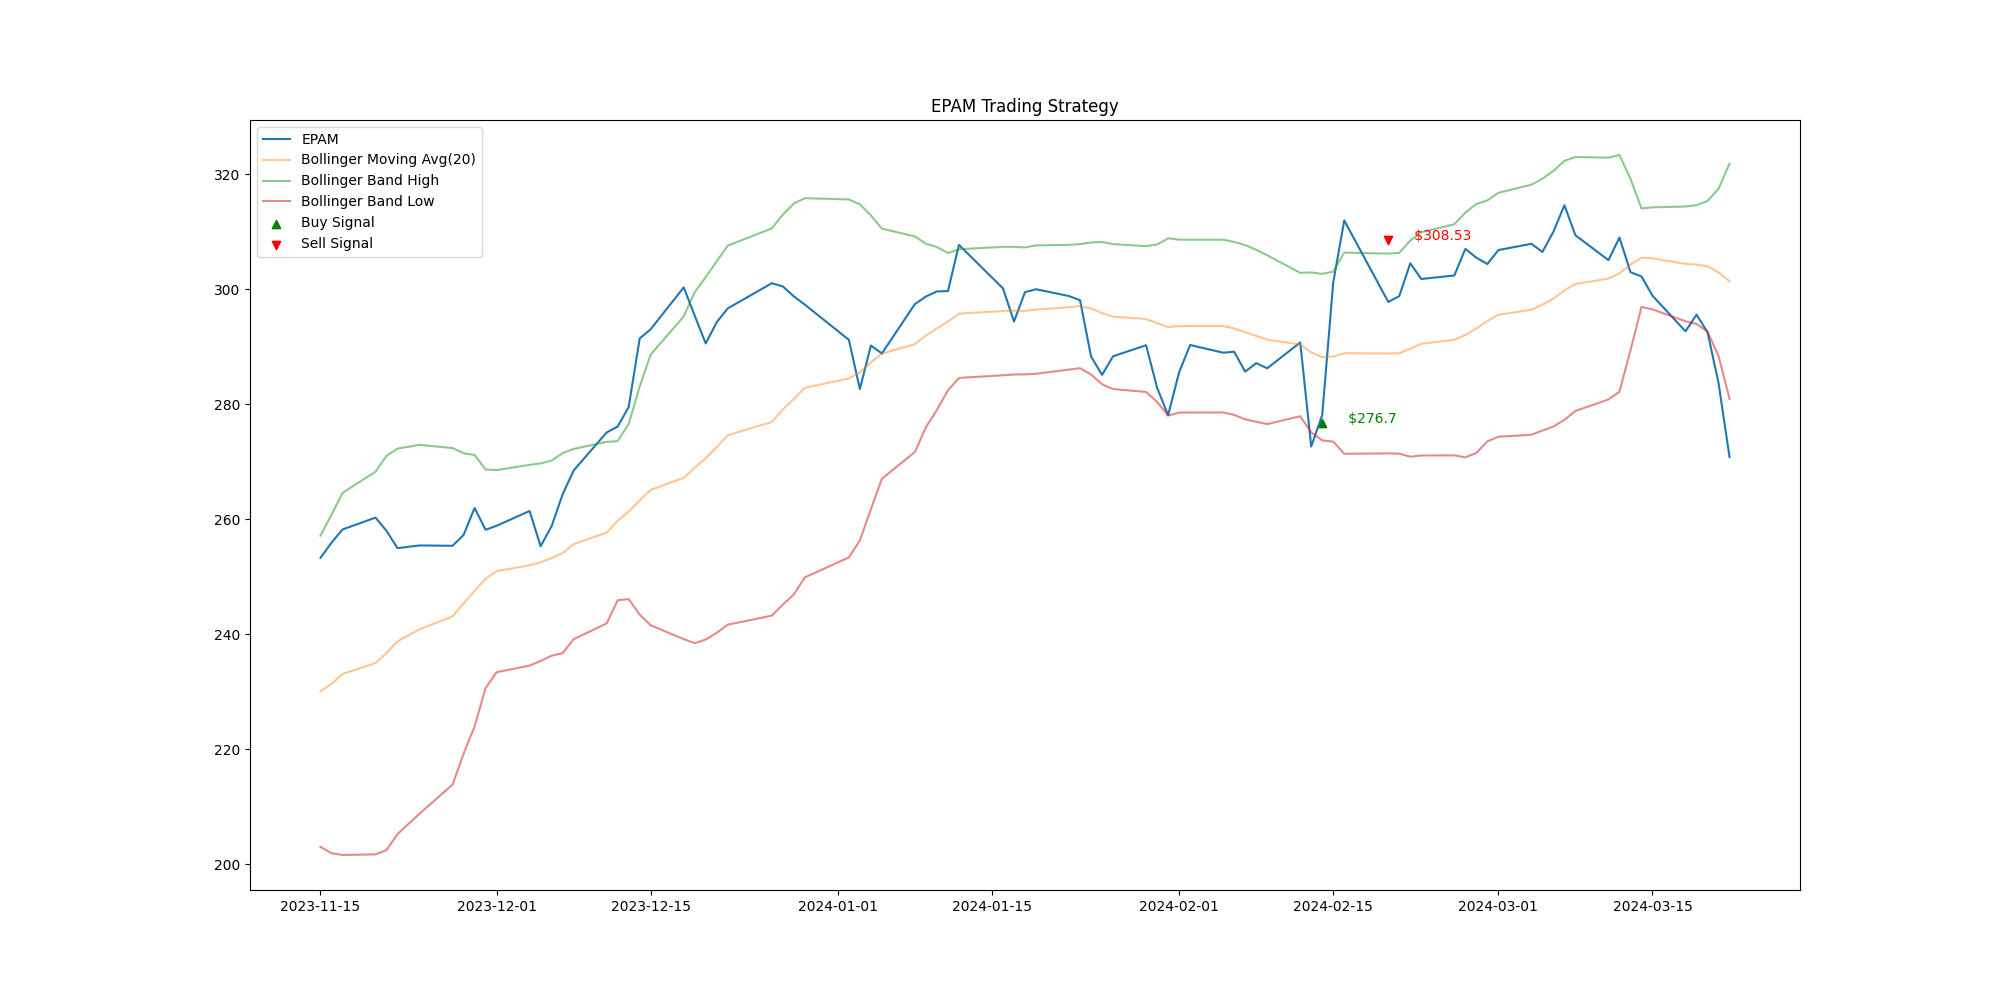 EPAM Trading Strategy
EPAM
Bollinger Moving Avg(20)
Bollinger Band High
Bollinger Band Low
Buy Signal
Sell Signal
320
300
280
260
240
220
200
$308.53
$276.7
2023-11-15
2023-12-01
2023-12-15
2024-01-01
2024-01-15
2024-02-01
2024-02-15
2024-03-01
2024-03-15